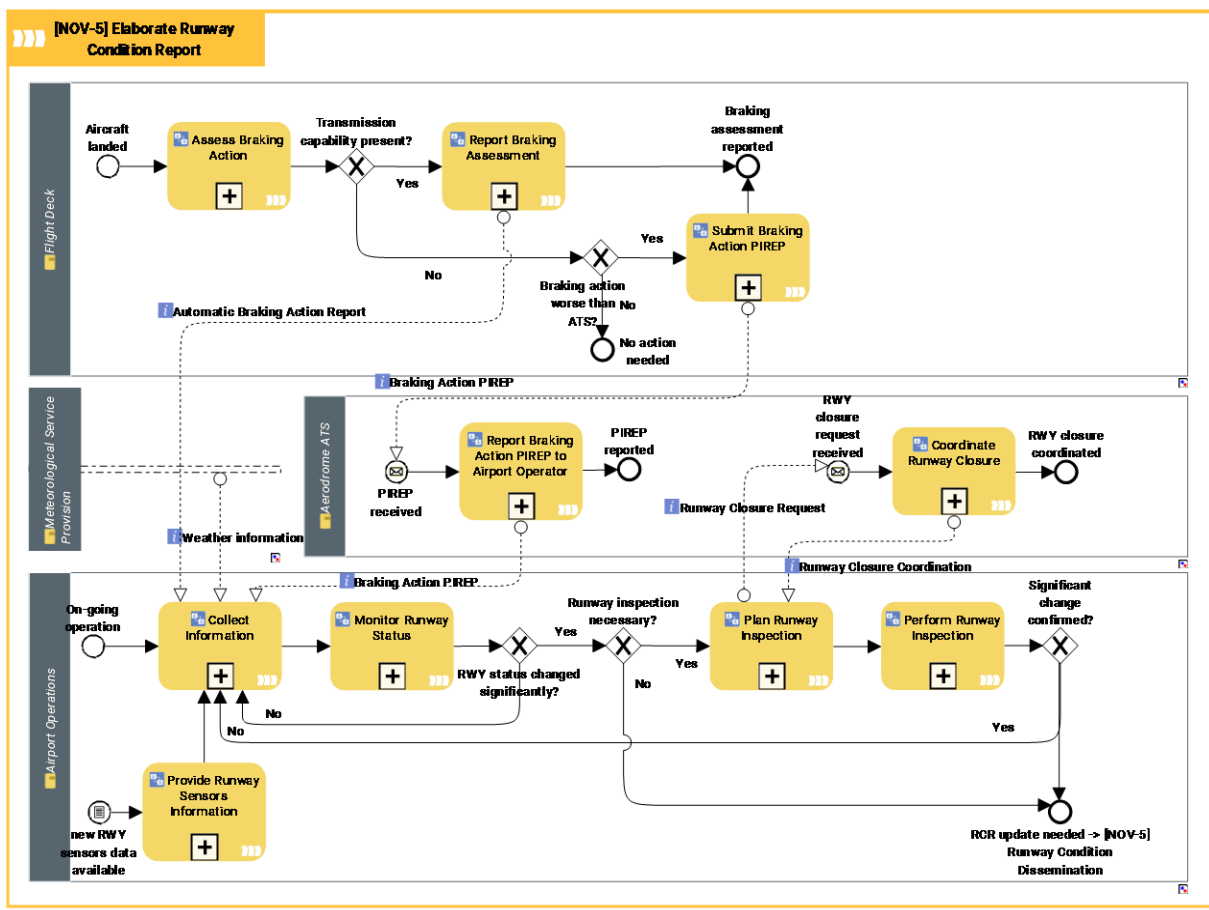 [NOV-5] Elaborate Runway
Condition Report
Flight Deck
Aircraft
landed
Assess Braking
Action
Transmission
capability present?
Yes
No
Report Braking
Assessment
Braking
assessment
reported
Submit Braking
Action PIREP
Yes
Braking action
worse than
ATS?
No
No action
needed
Automatic Braking Action Report
Braking Action PIREP
Meteorological Service
Provision
Weather information
Aerodrome ATS
PIREP
received
Report Braking
Action PIREP to
Airport Operator
PIREP
reported
RWY
closure
request
received
Coordinate
Runway Closure
RWY closure
coordinated
Runway Closure Request
Runway Closure Coordination
Braking Action PIREP
Airport Operations
On-going
operation
Collect
Information
Monitor Runway
Status
RWY status changed
significantly?
Yes
No
Runway inspection
necessary?
Yes
No
Plan Runway
Inspection
Perform Runway
Inspection
Significant
change
confirmed?
No
Yes
Provide Runway
Sensors
Information
new RWY
sensors data
available
RCR update needed -> [NOV-5]
Runway Condition
Dissemination